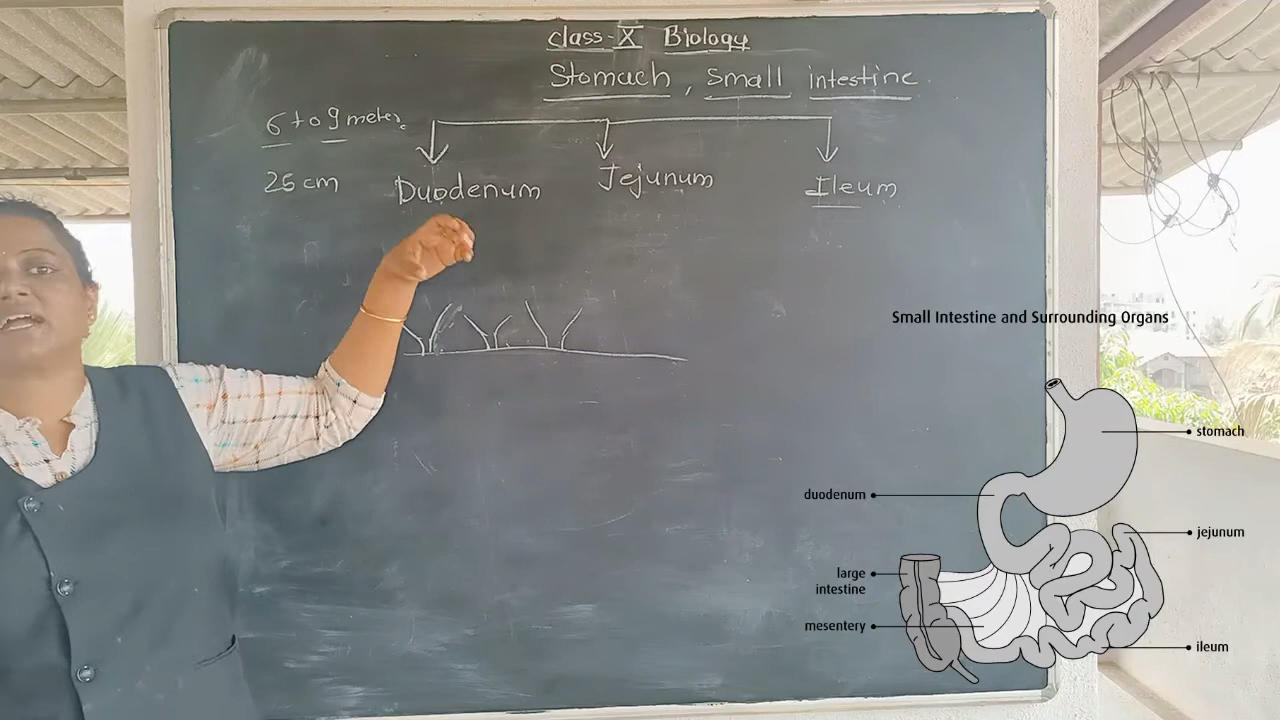 class-X Biology
Stomach, Small intestine
6 to 9 meter.
25 cm Duodenum Jejunum Ileum
Small Intestine and Surrounding Organs
stomach
duodenum
jejunum
large
intestine
mesentery
ileum